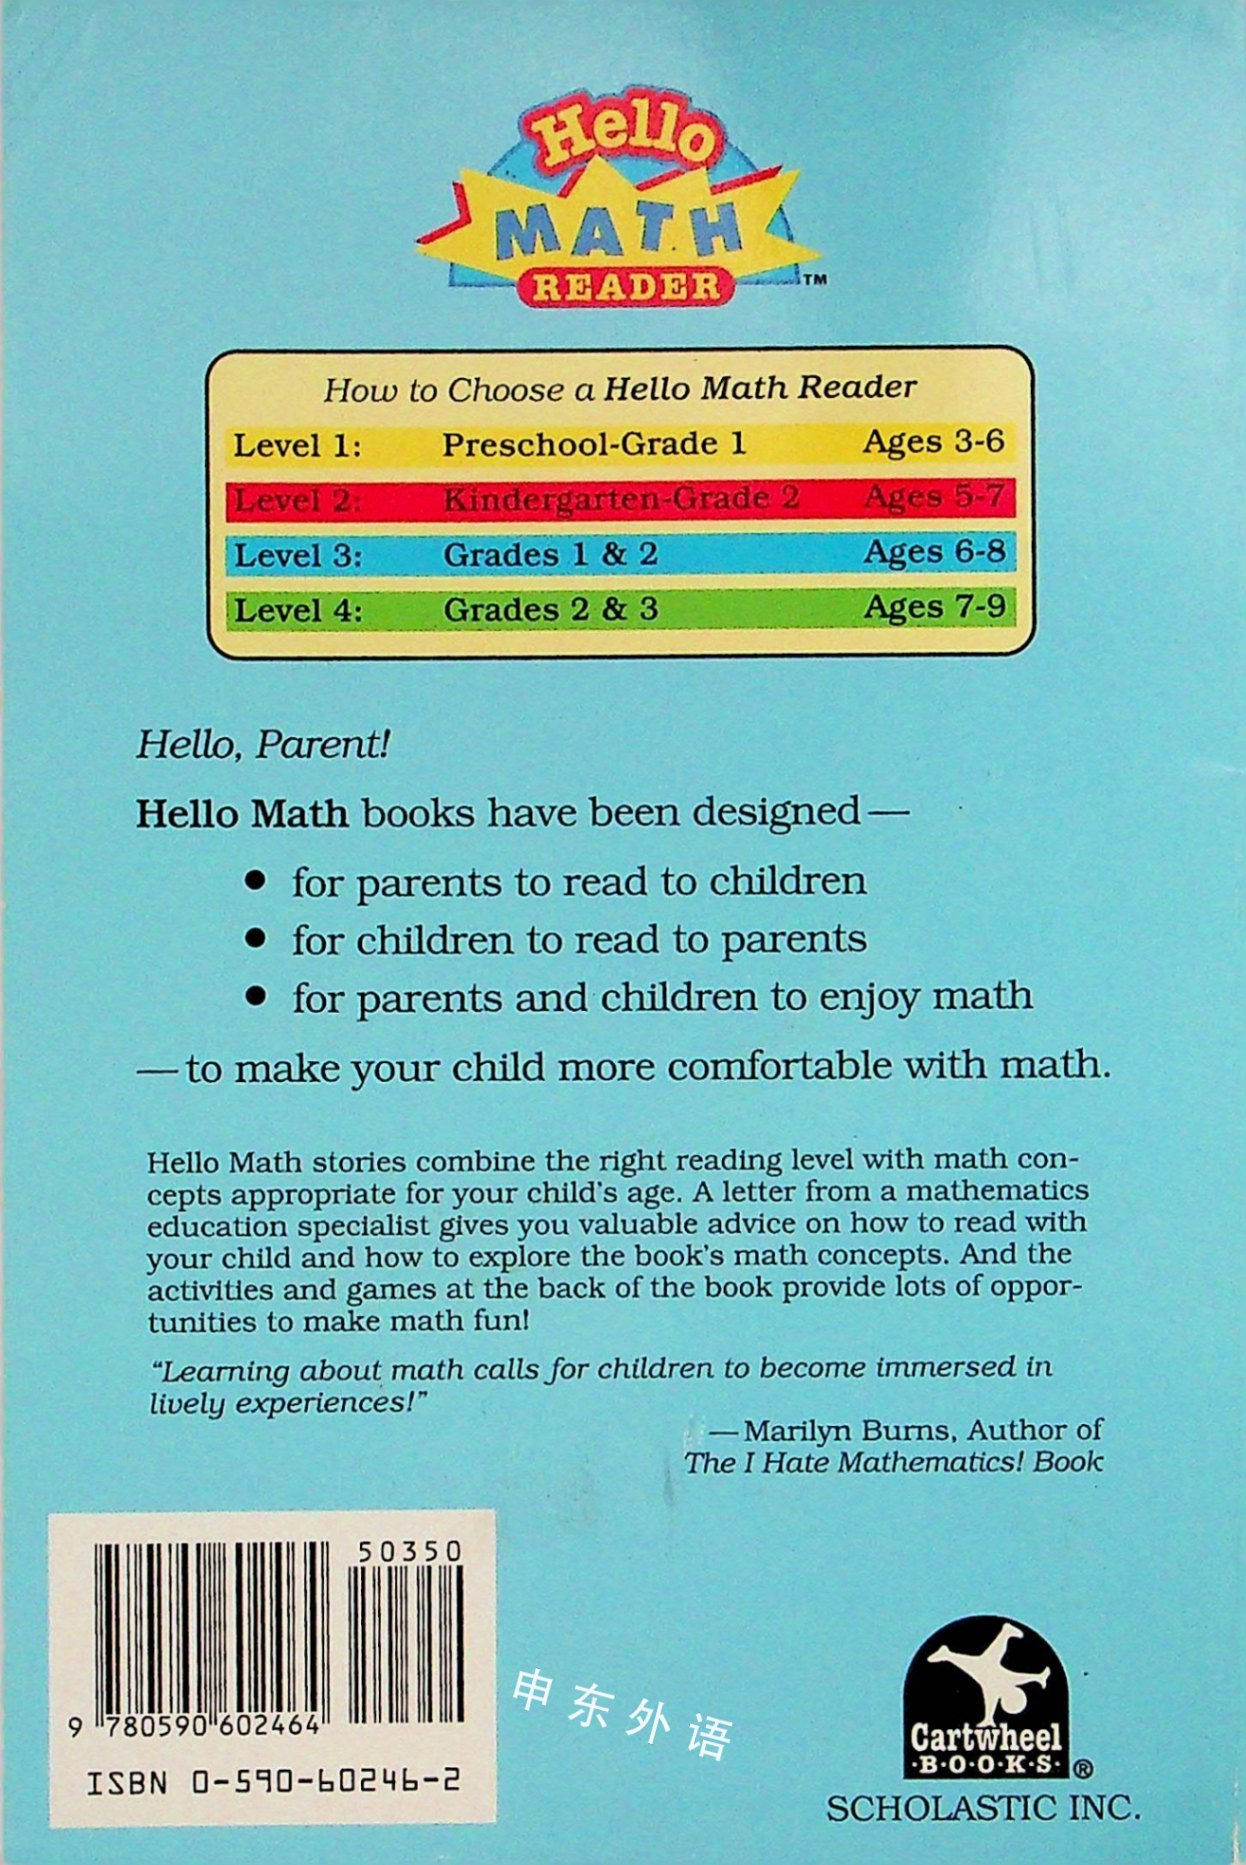 Hello
MATH
READER™
How to Choose a Hello Math Reader
Level 1: Preschool-Grade 1 Ages 3-6
Level 2: Kindergarten-Grade 2 Ages 5-7
Level 3: Grades 1 & 2 Ages 6-8
Level 4: Grades 2 & 3 Ages 7-9
Hello, Parent!
Hello Math books have been designed—
• for parents to read to children
• for children to read to parents
• for parents and children to enjoy math
—to make your child more comfortable with math.
Hello Math stories combine the right reading level with math con-
cepts appropriate for your child's age. A letter from a mathematics
education specialist gives you valuable advice on how to read with
your child and how to explore the book's math concepts. And the
activities and games at the back of the book provide lots of oppor-
tunities to make math fun!
“Learning about math calls for children to become immersed in
lively experiences!”
—Marilyn Burns, Author of
The I Hate Mathematics! Book
50350
9 780590 602464
ISBN 0-590-60246-2
申东外语
Cartwheel
·B·O·O·K·S·®
SCHOLASTIC INC.